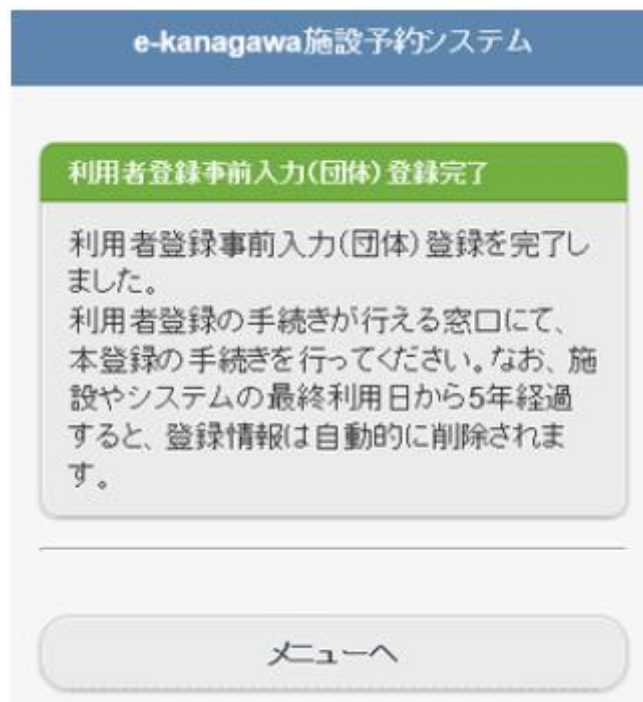 e-kanagawa施設予約システム
利用者登録事前入力(団体)登録完了
利用者登録事前入力(団体)登録を完了し
ました。
利用者登録の手続きが行える窓口にて、
本登録の手続きを行ってください。なお、施
設やシステムの最終利用日から5年経過
すると、登録情報は自動的に削除されま
す。
メニューへ